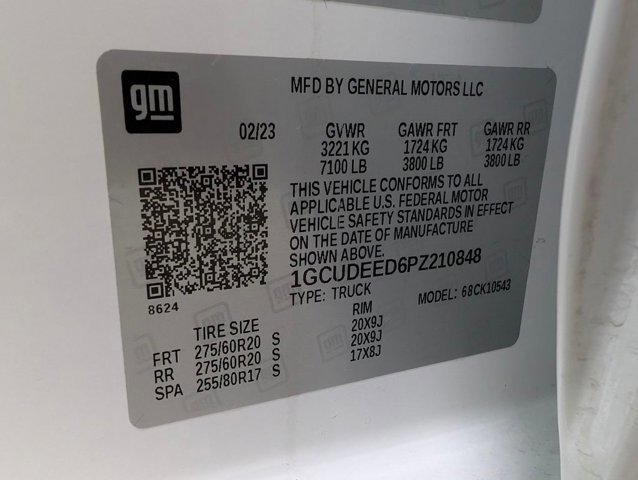 gm
MFD BY GENERAL MOTORS LLC
02/23 GVWR GAWR FRT GAWR RR
3221 KG 1724 KG 1724 KG
7100 LB 3800 LB 3800 LB
THIS VEHICLE CONFORMS TO ALL
APPLICABLE U.S. FEDERAL MOTOR
VEHICLE SAFETY STANDARDS IN EFFECT
ON THE DATE OF MANUFACTURE
SHOWN ABOVE.
1GCUDEED6PZ210848
TYPE: TRUCK MODEL: 68CK10543
8624
TIRE SIZE RIM
FRT 275/60R20 S 20X9J
RR 275/60R20 S 20X9J
SPA 255/80R17 S 17X8J